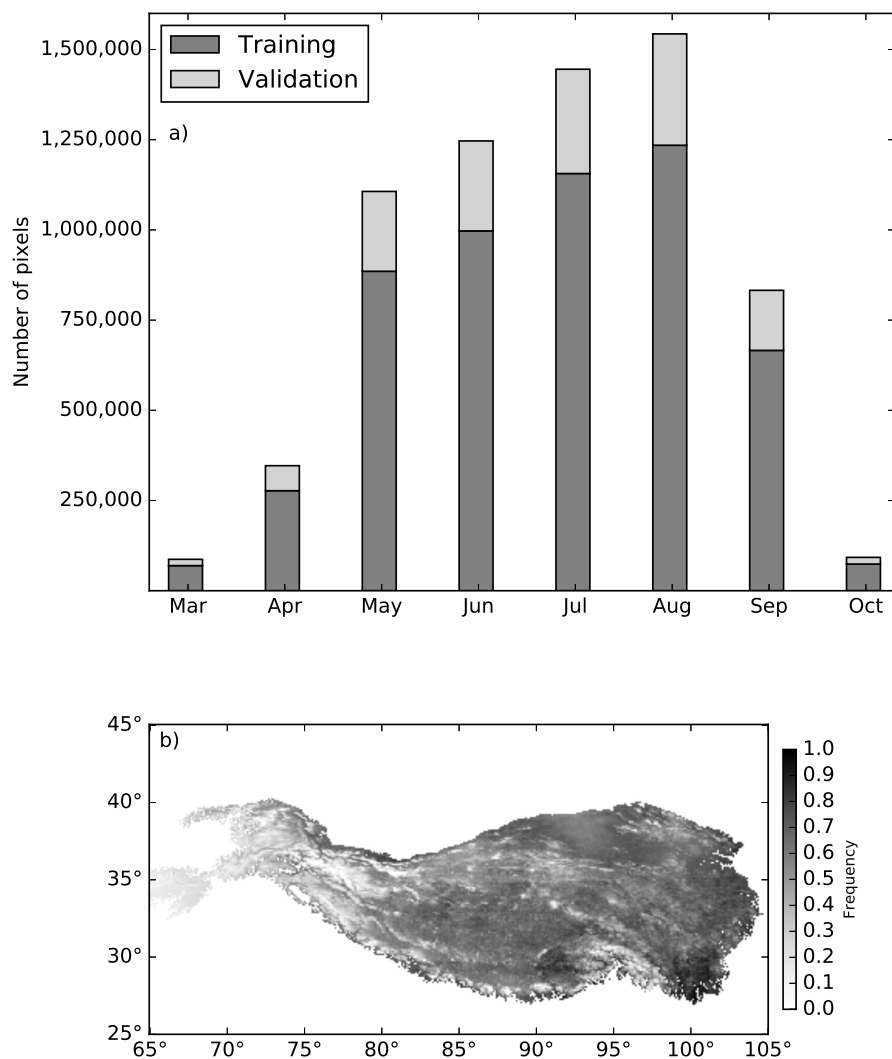 1,500,000
1,250,000
1,000,000
750,000
500,000
250,000
Number of pixels
Training
Validation
a)
Mar Apr May Jun Jul Aug Sep Oct
b)
45°
40°
35°
30°
25°
65° 70° 75° 80° 85° 90° 95° 100° 105°
1.0
0.9
0.8
0.7
0.6
0.5
0.4
0.3
0.2
0.1
0.0
Frequency